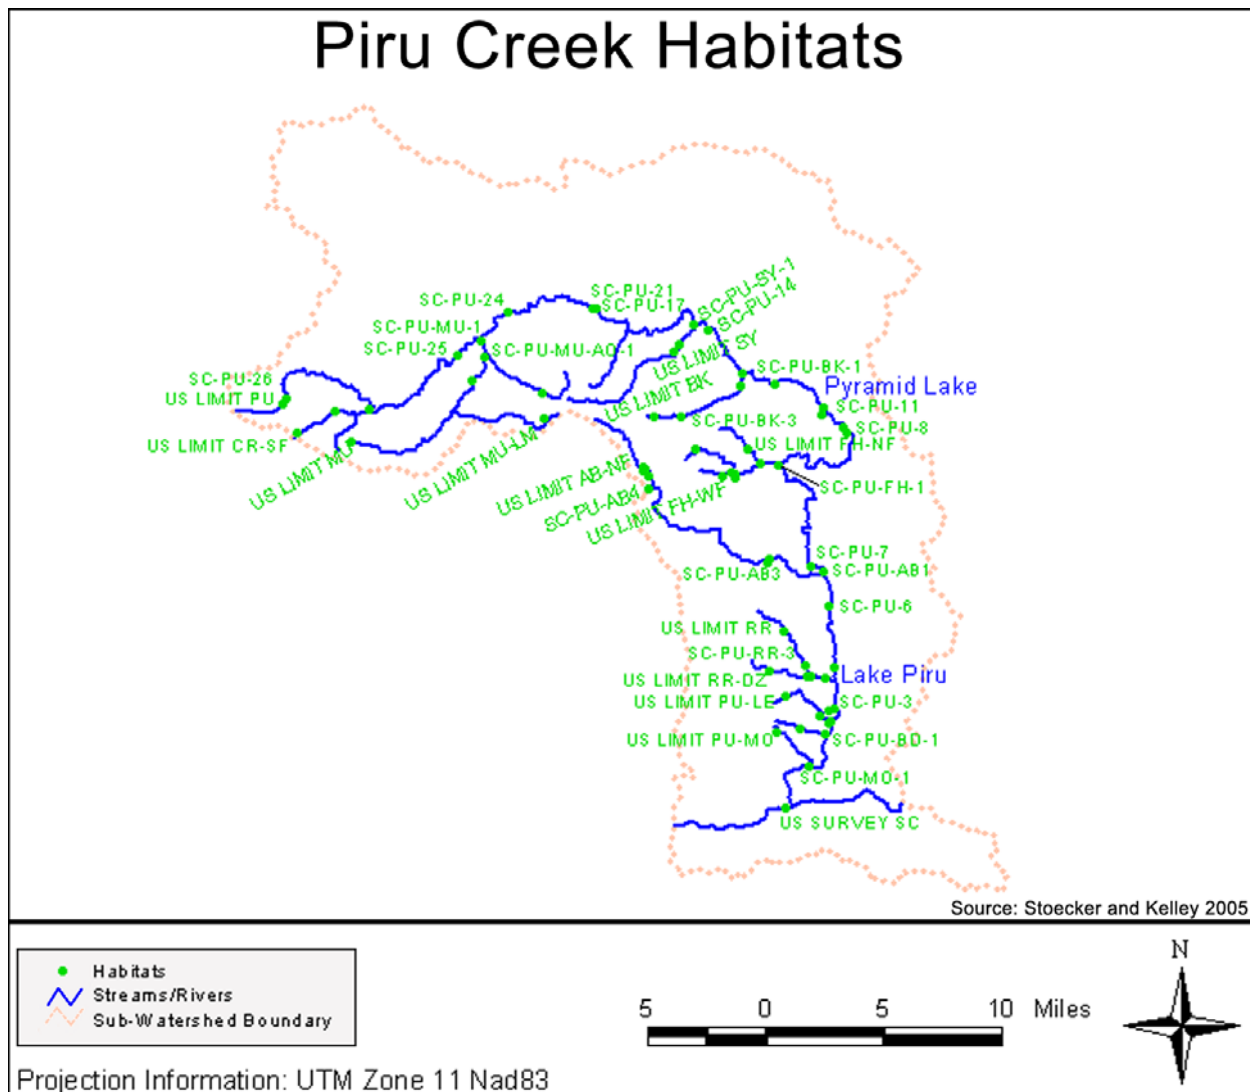 Piru Creek Habitats
SC-PU-24
SC-PU-21
SC-PU-17
SC-PU-SY-1
SC-PU-14
SC-PU-MU-1
SC-PU-25
SC-PU-MU-AO-1
US LIMIT SY
SC-PU-26
US LIMIT PU
US LIMIT BK
SC-PU-BK-1
Pyramid Lake
SC-PU-11
SC-PU-8
SC-PU-BK-3
US LIMIT CR-SF
US LIMIT MU
US LIMIT MU-LM
US LIMIT FH-NF
US LIMIT AB-NF
SC-PU-AB4
US LIMIT FH-WF
SC-PU-FH-1
SC-PU-7
SC-PU-AB3
SC-PU-AB1
SC-PU-6
US LIMIT RR
SC-PU-RR-3
US LIMIT RR-DZ
Lake Piru
US LIMIT PU-LE
SC-PU-3
US LIMIT PU-MO
SC-PU-BD-1
SC-PU-MO-1
US SURVEY SC
Source: Stoecker and Kelley 2005
Habitats
Streams/Rivers
Sub-Watershed Boundary
5 0 5 10 Miles
N
Projection Information: UTM Zone 11 Nad83